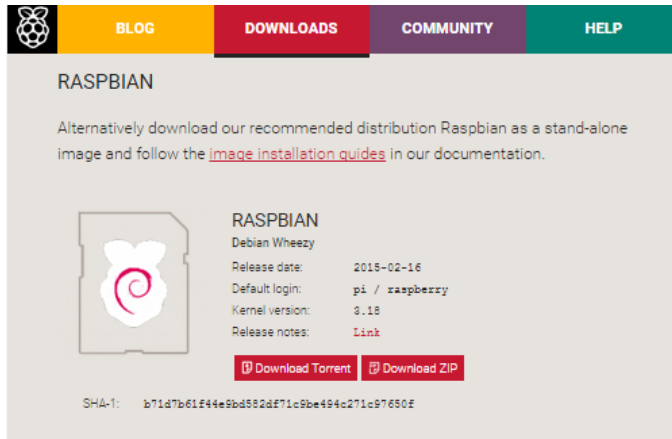 BLOG DOWNLOADS COMMUNITY HELP
RASPBIAN
Alternatively download our recommended distribution Raspbian as a stand-alone
image and follow the image installation guides in our documentation.
RASPBIAN
Debian Wheezy
Release date: 2015-02-16
Default login: pi / raspberry
Kernel version: 3.18
Release notes: Link
Download Torrent Download ZIP
SHA-1: b71d7b61f44e9bd582df71c9be494c271c97650f